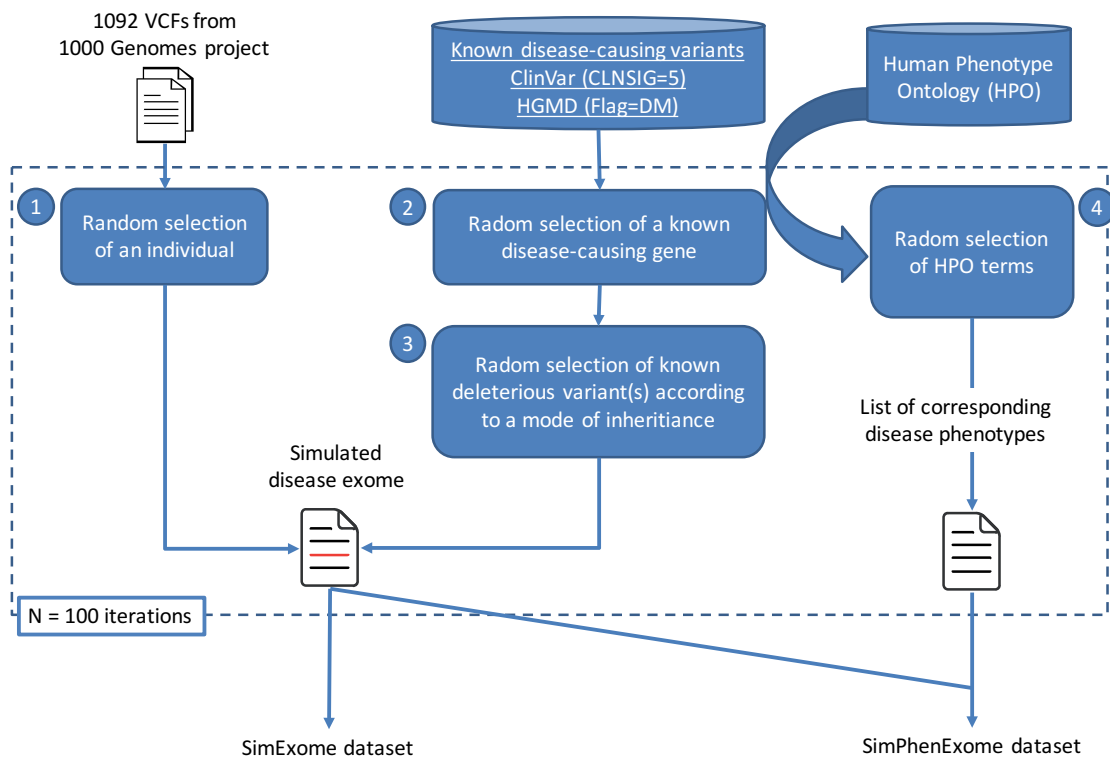 1092 VCFs from
1000 Genomes project
Known disease-causing variants
ClinVar (CLNSIG=5)
HGMD (Flag=DM)
Human Phenotype
Ontology (HPO)
1
Random selection
of an individual
2
Radom selection of a known
disease-causing gene
4
Radom selection
of HPO terms
3
Radom selection of known
deleterious variant(s) according
to a mode of inheritiance
List of corresponding
disease phenotypes
Simulated
disease exome
N = 100 iterations
SimExome dataset
SimPhenExome dataset